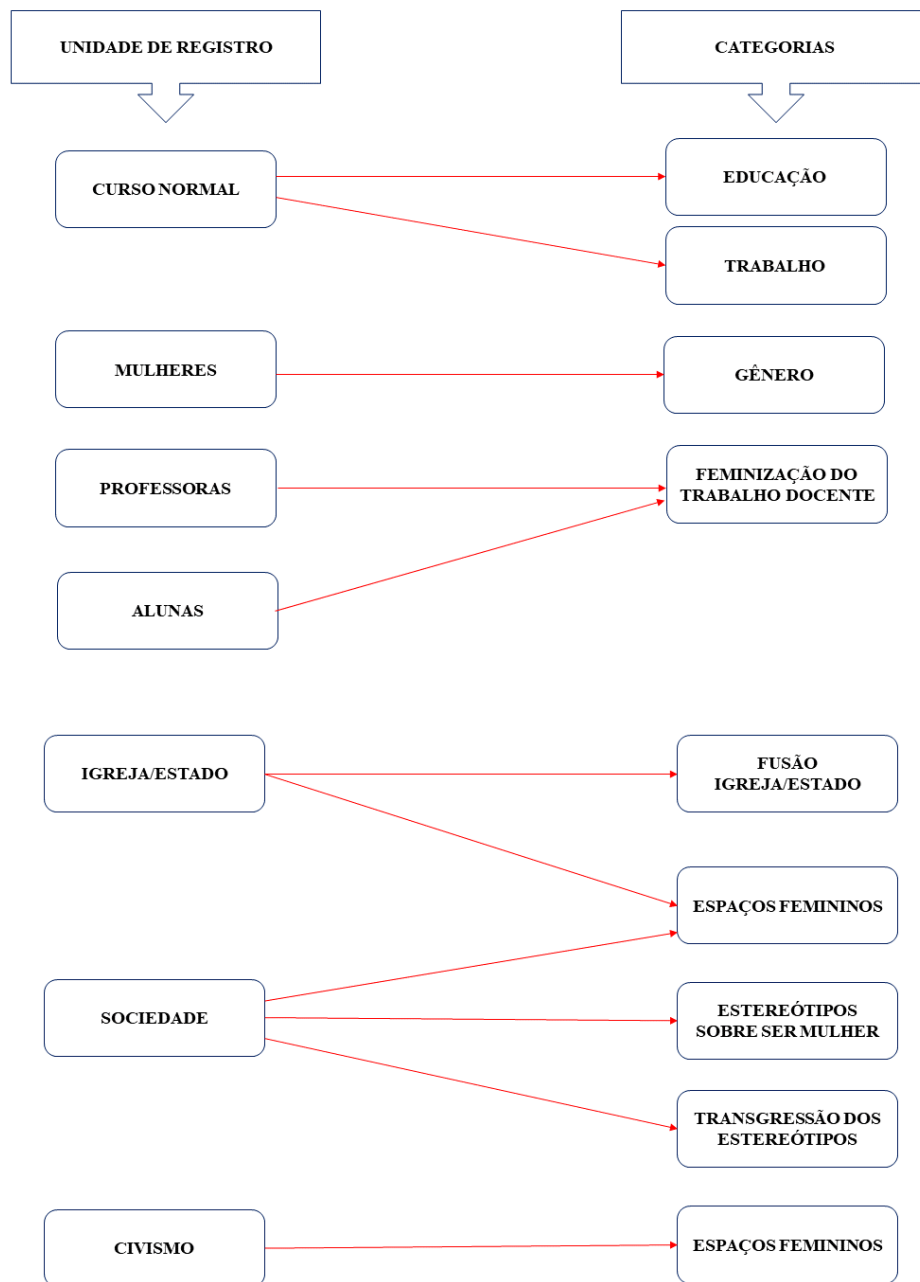 UNIDADE DE REGISTRO
CATEGORIAS
CURSO NORMAL
EDUCAÇÃO
TRABALHO
MULHERES
GÊNERO
PROFESSORAS
FEMINIZAÇÃO DO
TRABALHO DOCENTE
ALUNAS
IGREJA/ESTADO
FUSÃO
IGREJA/ESTADO
ESPAÇOS FEMININOS
SOCIEDADE
ESTEREÓTIPOS
SOBRE SER MULHER
TRANSGRESSÃO DOS
ESTEREÓTIPOS
CIVISMO
ESPAÇOS FEMININOS